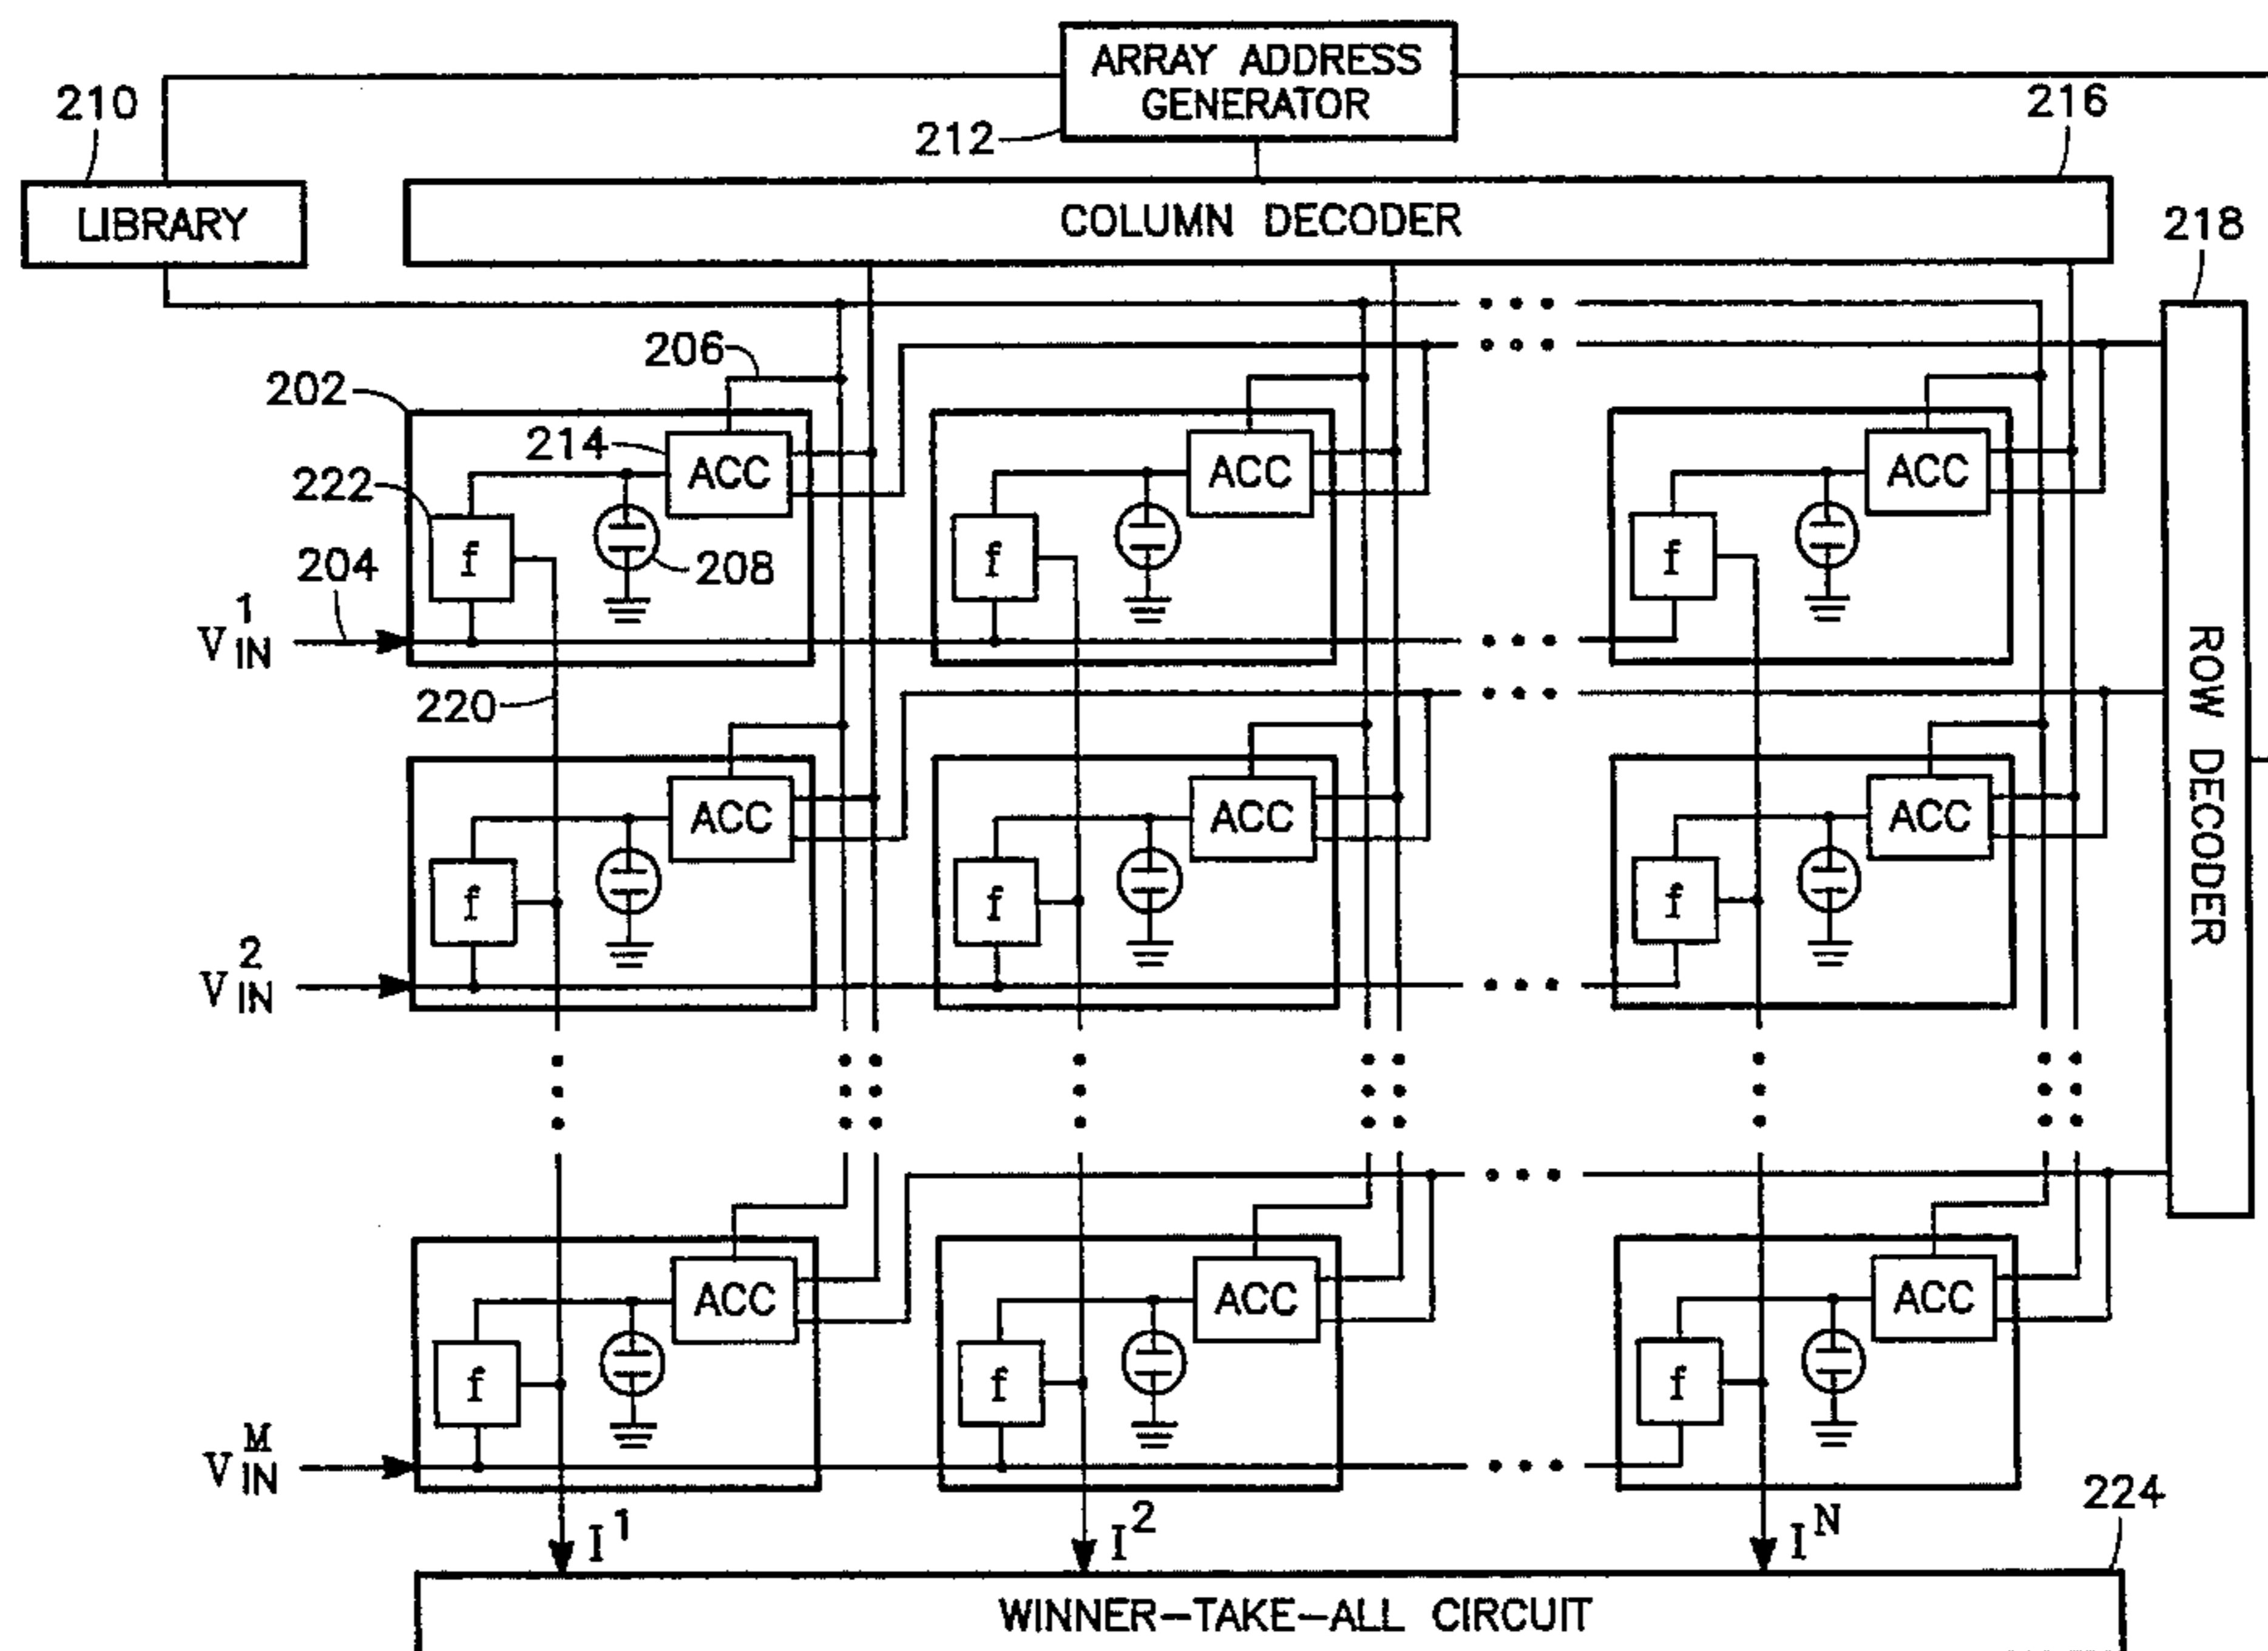 ARRAY ADDRESS
GENERATOR
210
212
216
LIBRARY
COLUMN DECODER
218
206
202
214
ACC
ACC
ACC
222
f
f
f
204
208
V 1 IN
220
ROW DECODER
ACC
ACC
ACC
f
f
f
V 2 IN
ACC
ACC
ACC
f
f
f
V M IN
I 1
I 2
I N
224
WINNER-TAKE-ALL CIRCUIT